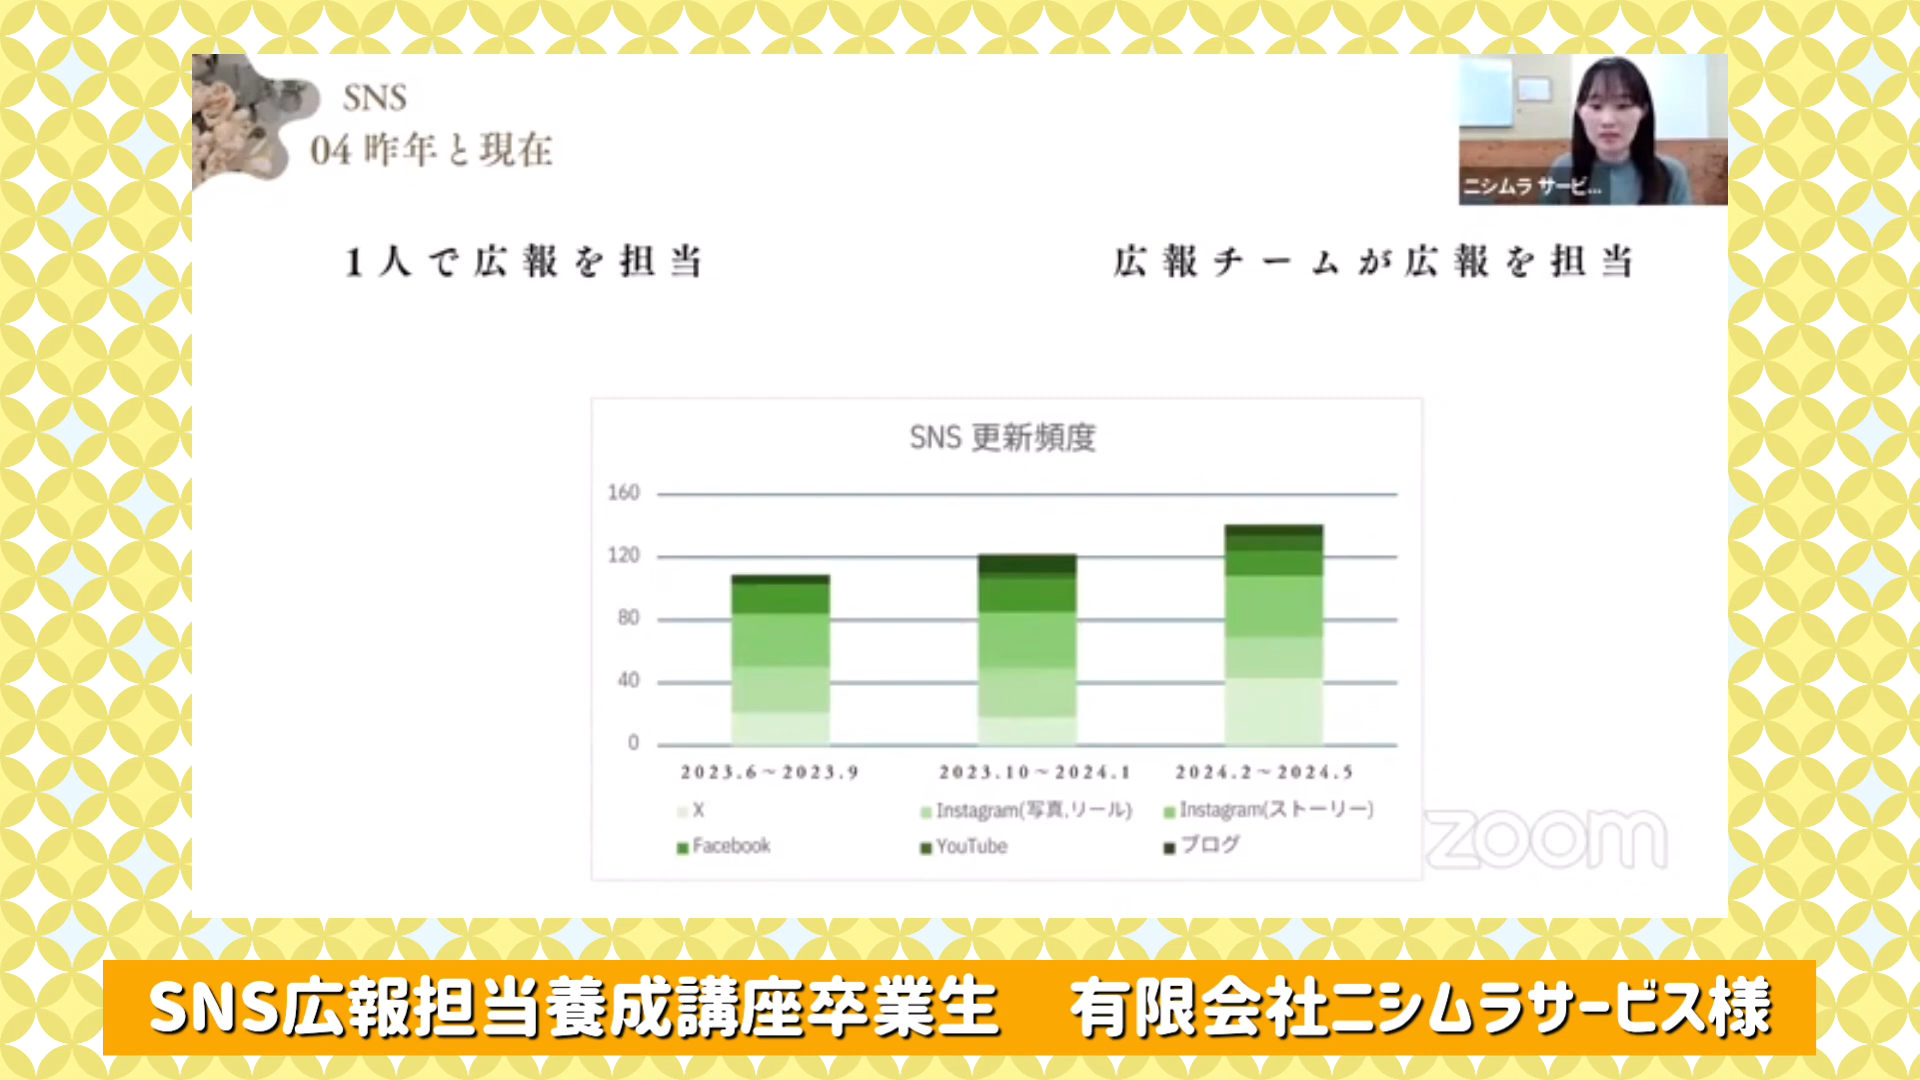 SNS
04 昨年と現在
ニシムラ サービ...
1人で広報を担当
広報チームが広報を担当
SNS 更新頻度
160
120
80
40
0
2023.6～2023.9
2023.10～2024.1
2024.2～2024.5
X
Instagram(写真,リール)
Instagram(ストーリー)
Facebook
YouTube
ブログ
zoom
SNS広報担当養成講座卒業生　有限会社ニシムラサービス様